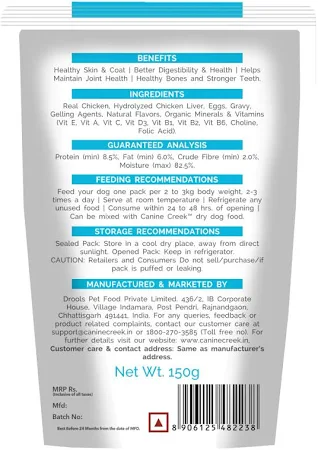 BENEFITS
Healthy Skin & Coat | Better Digestibility & Health | Helps
Maintain Joint Health | Healthy Bones and Stronger Teeth.
INGREDIENTS
Real Chicken, Hydrolyzed Chicken Liver, Eggs, Gravy,
Gelling Agents, Natural Flavors, Organic Minerals & Vitamins
(Vit E, Vit A, Vit C, Vit D3, Vit B1, Vit B2, Vit B6, Choline,
Folic Acid).
GUARANTEED ANALYSIS
Protein (min) 8.5%, Fat (min) 6.0%, Crude Fibre (min) 2.0%,
Moisture (max) 82.5%.
FEEDING RECOMMENDATIONS
Feed your dog one pack per 2 to 3kg body weight, 2-3
times a day | Serve at room temperature | Refrigerate any
unused food | Consume within 24 to 48 hrs. of opening |
Can be mixed with Canine Creek™ dry dog food.
STORAGE RECOMMENDATIONS
Sealed Pack: Store in a cool dry place, away from direct
sunlight. Opened Pack: Keep in refrigerator.
CAUTION: Retailers and Consumers Do not sell/purchase/if
pack is puffed or leaking.
MANUFACTURED & MARKETED BY
Drools Pet Food Private Limited. 436/2, IB Corporate
House, Village Indamara, Post Pendri, Rajnandgaon,
Chhattisgarh 491441, India. For any queries, feedback or
product related complaints, contact our customer care at
support@caninecreek.in or 1800-270-3585 (Toll free no). For
further details visit our website: www.caninecreek.in.
Customer care & contact address: Same as manufacturer's
address.
Net Wt. 150g
MRP Rs.
(Inclusive of all taxes)
Mfd:
Batch No:
Best Before 24 Months from the date of MFD.
8 906125 482238